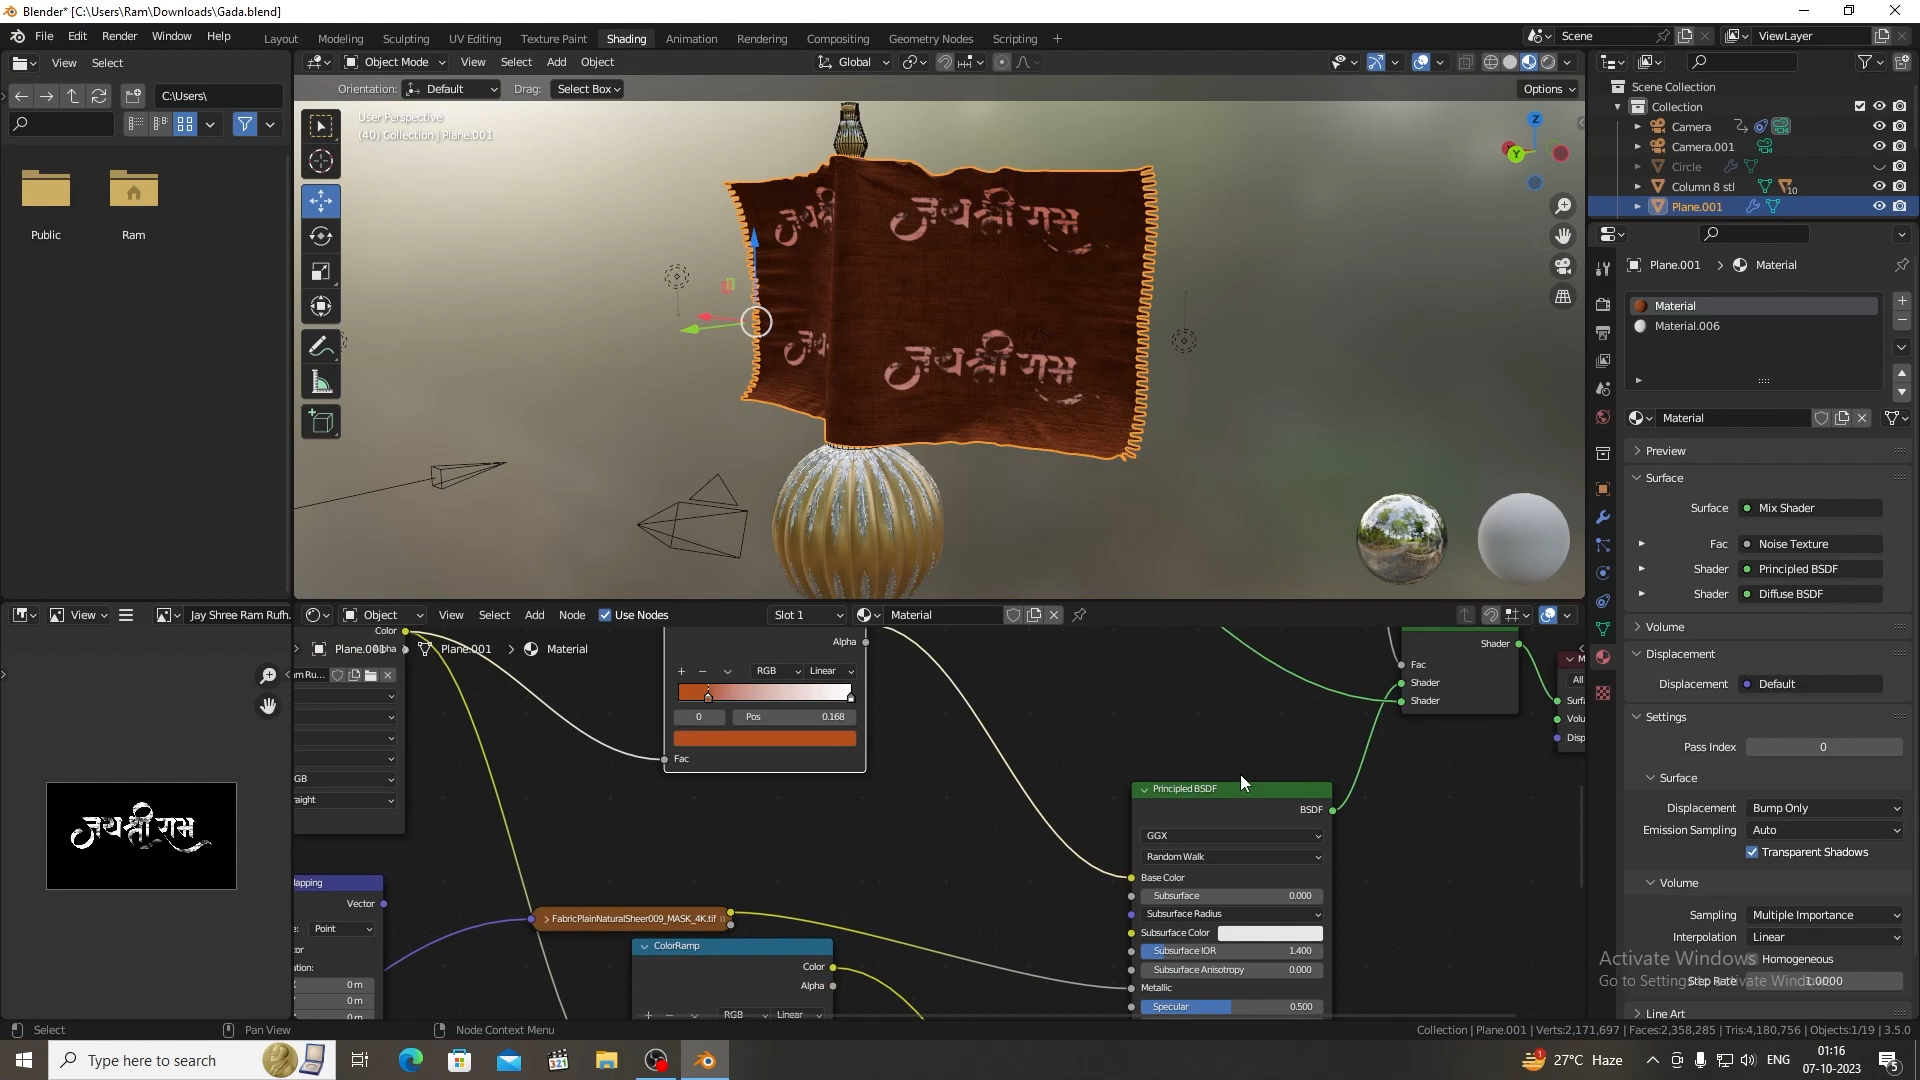 Blender* [C:\Users\Ram\Downloads\Gada.blend]
File Edit Render Window Help
Layout Modeling Sculpting UV Editing Texture Paint Shading Animation Rendering Compositing Geometry Nodes Scripting
Scene ViewLayer
View Select
C:\Users\
Public Ram
Object Mode View Select Add Object
Global
Orientation: Default Drag: Select Box
Options
User Perspective
(40) Collection | Plane.001
Z
Y
जय श्री राम
जय श्री राम
Scene Collection
Collection
Camera
Camera.001
Circle
Column 8 stl 10
Plane.001
Plane.001 > Material
Material
Material.006
Material
Preview
Surface
Surface Mix Shader
Fac Noise Texture
Shader Principled BSDF
Shader Diffuse BSDF
Volume
Displacement
Displacement Default
Settings
Pass Index 0
Surface
Displacement Bump Only
Emission Sampling Auto
Transparent Shadows
Volume
Sampling Multiple Importance
Interpolation Linear
Homogeneous
Step Rate 1.0000
Line Art
Activate Windows
Go to Settings to activate Windows.
View Jay Shree Ram Rufh.
जय श्री राम
Object View Select Add Node Use Nodes Slot 1 Material
Color
Alpha
Plane.001 Plane.001 > Material
Alpha
RGB Linear
0 Pos 0.168
Fac
Shader
Fac
Shader
Shader
All
Principled BSDF
BSDF
GGX
Random Walk
Base Color
Subsurface 0.000
Subsurface Radius
Subsurface Color
Subsurface IOR 1.400
Subsurface Anisotropy 0.000
Metallic
Specular 0.500
Vector
Point
0 m
0 m
0 m
FabricPlainNaturalSheer009_MASK_4K.tif
ColorRamp
Color
Alpha
RGB Linear
Select Pan View Node Context Menu
Collection | Plane.001 | Verts:2,171,697 | Faces:2,358,285 | Tris:4,180,756 | Objects:1/19 | 3.5.0
Type here to search
321
27°C Haze
ENG
01:16
07-10-2023
5